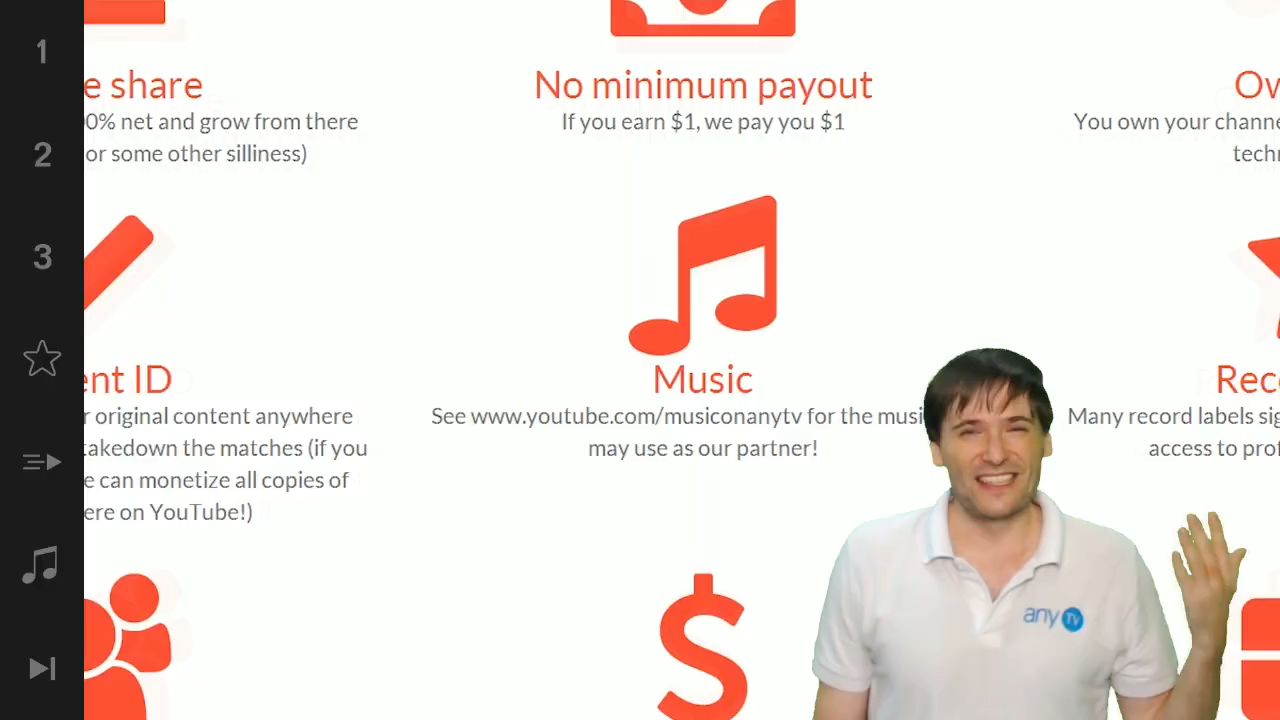 1
2
3
e share
0% net and grow from there
or some other silliness)
No minimum payout
If you earn $1, we pay you $1
Ow
You own your channe
techn
ent ID
r original content anywhere
takedown the matches (if you
e can monetize all copies of
ere on YouTube!)
Music
See www.youtube.com/musiconanytv for the musi
may use as our partner!
Reco
Many record labels sig
access to prof
$
any TV